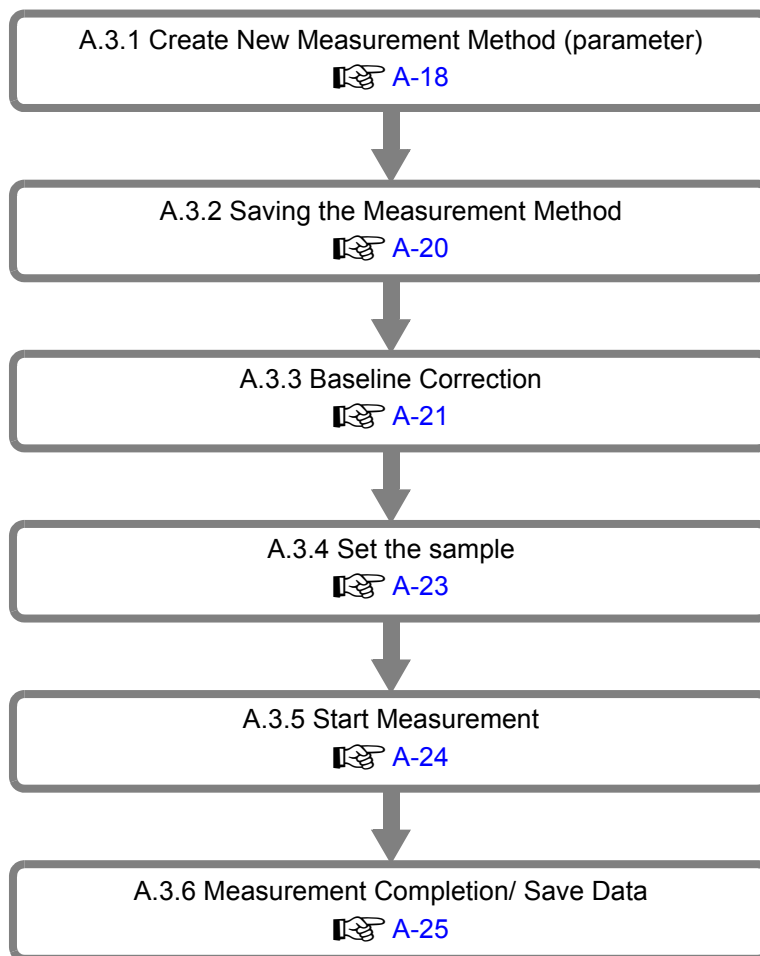 A.3.1 Create New Measurement Method (parameter)
A-18
A.3.2 Saving the Measurement Method
A-20
A.3.3 Baseline Correction
A-21
A.3.4 Set the sample
A-23
A.3.5 Start Measurement
A-24
A.3.6 Measurement Completion/ Save Data
A-25